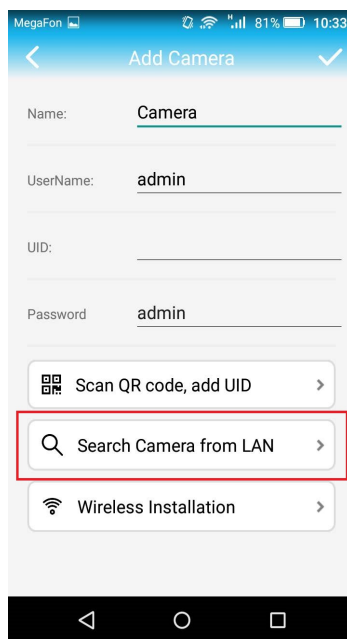 MegaFon H 81% 10:33
Add Camera
Name: Camera
UserName: admin
UID:
Password admin
Scan QR code, add UID
Search Camera from LAN
Wireless Installation